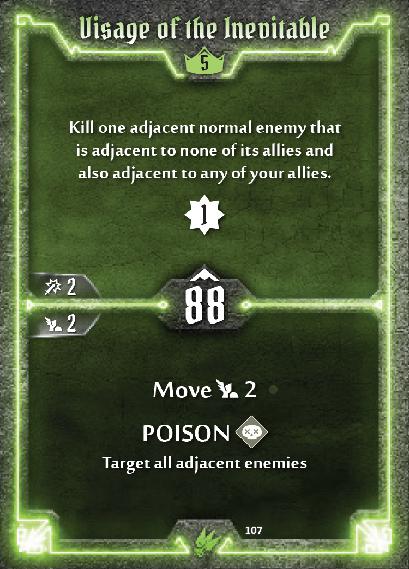 Visage of the Inevitable
5
Kill one adjacent normal enemy that
is adjacent to none of its allies and
also adjacent to any of your allies.
1
2
88
2
Move 2
POISON
Target all adjacent enemies
107